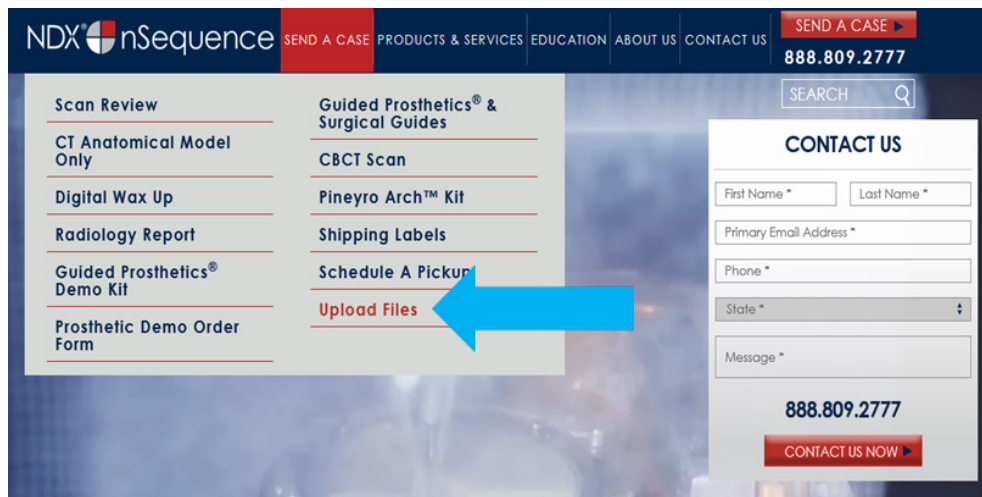 NDX nSequence
SEND A CASE
PRODUCTS & SERVICES
EDUCATION
ABOUT US
CONTACT US
SEND A CASE
888.809.2777
SEARCH
Scan Review
CT Anatomical Model
Only
Digital Wax Up
Radiology Report
Guided Prosthetics®
Demo Kit
Prosthetic Demo Order
Form
Guided Prosthetics® &
Surgical Guides
CBCT Scan
Pineyro Arch™ Kit
Shipping Labels
Schedule A Pickup
Upload Files
CONTACT US
First Name *
Last Name *
Primary Email Address *
Phone *
State *
Message *
888.809.2777
CONTACT US NOW